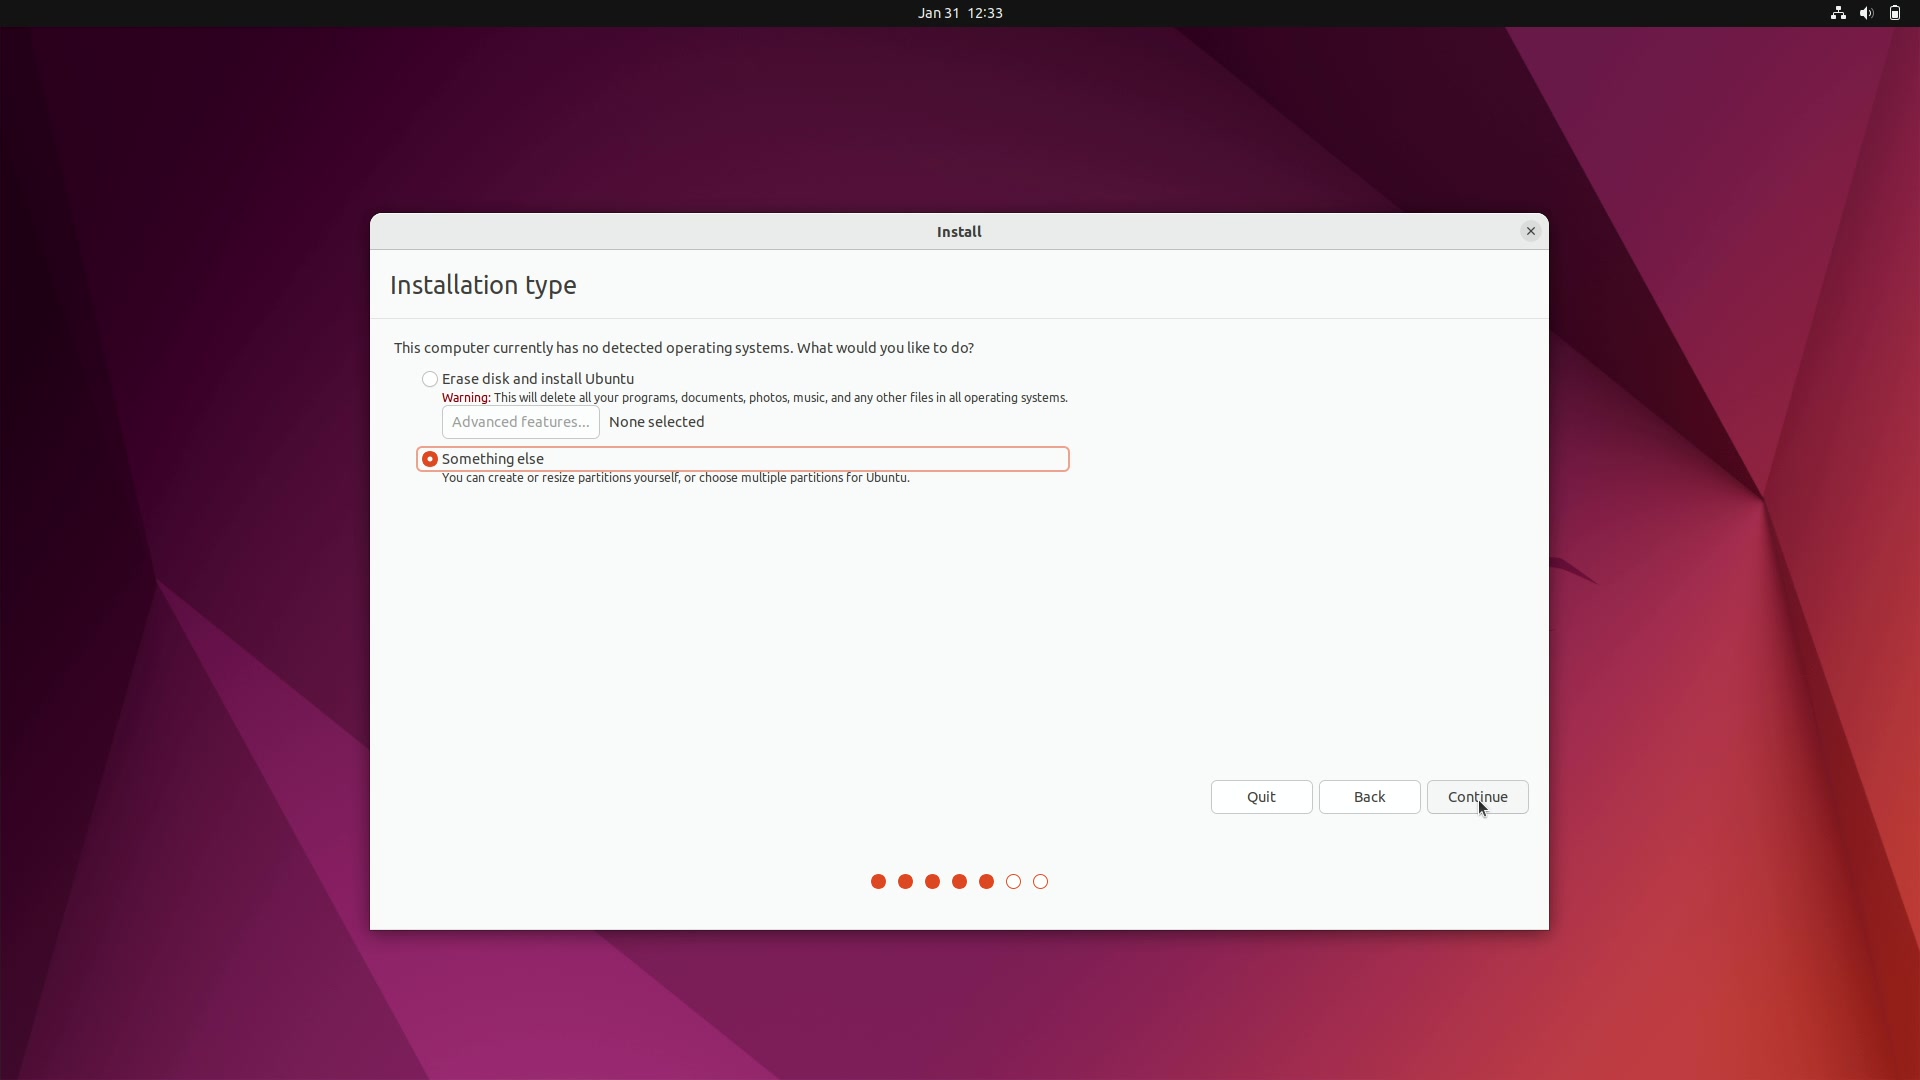 Jan 31 12:33
Install
Installation type
This computer currently has no detected operating systems. What would you like to do?
Erase disk and install Ubuntu
Warning: This will delete all your programs, documents, photos, music, and any other files in all operating systems.
Advanced features... None selected
Something else
You can create or resize partitions yourself, or choose multiple partitions for Ubuntu.
Quit Back Continue